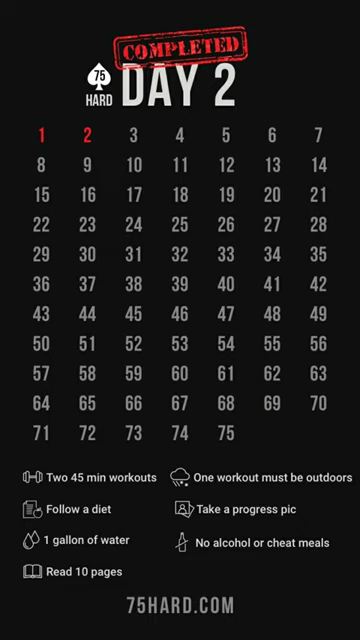 COMPLETED
75
HARD
DAY 2
1 2 3 4 5 6 7
8 9 10 11 12 13 14
15 16 17 18 19 20 21
22 23 24 25 26 27 28
29 30 31 32 33 34 35
36 37 38 39 40 41 42
43 44 45 46 47 48 49
50 51 52 53 54 55 56
57 58 59 60 61 62 63
64 65 66 67 68 69 70
71 72 73 74 75
Two 45 min workouts One workout must be outdoors
Follow a diet Take a progress pic
1 gallon of water No alcohol or cheat meals
Read 10 pages
75HARD.COM